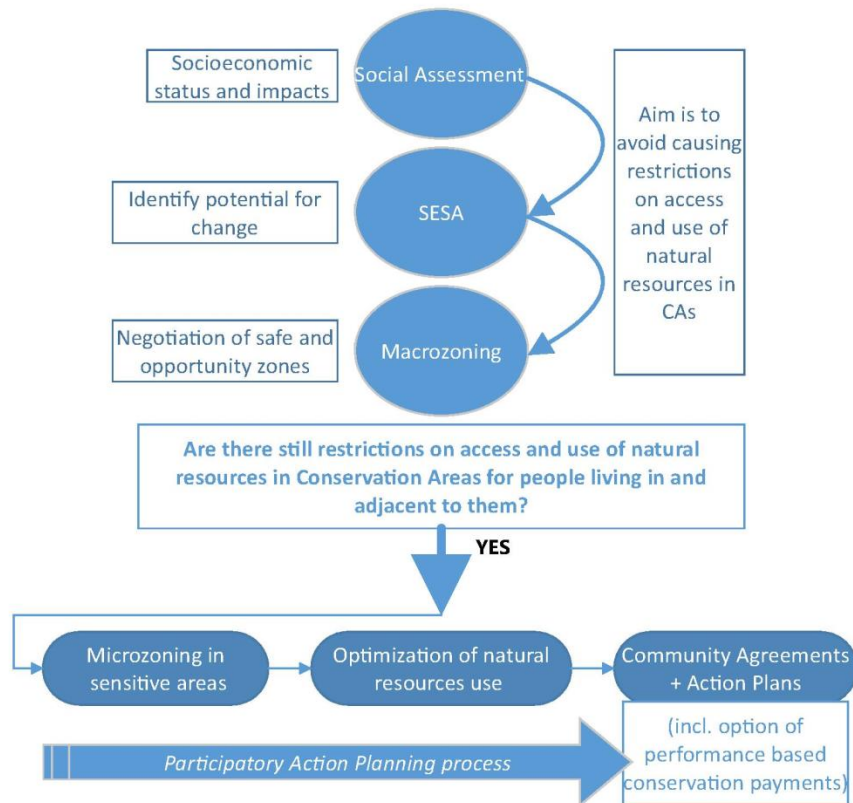 Socioeconomic
status and impacts
Social Assessment
Aim is to
avoid causing
restrictions
on access
and use of
natural
resources in
CAs
Identify potential for
change
SESA
Negotiation of safe and
opportunity zones
Macrozoning
Are there still restrictions on access and use of natural
resources in Conservation Areas for people living in and
adjacent to them?
YES
Microzoning in
sensitive areas
Optimization of natural
resources use
Community Agreements
+ Action Plans
(incl. option of
performance based
conservation payments)
Participatory Action Planning process